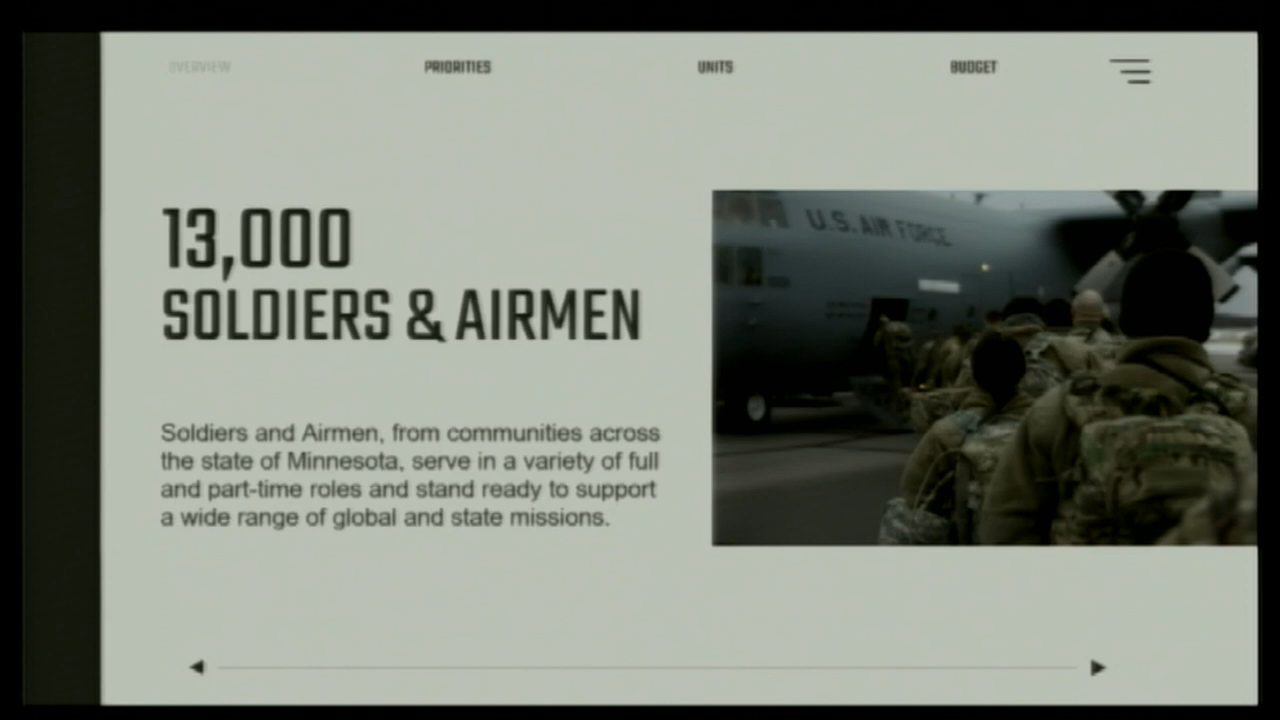 OVERVIEW PRIORITIES UNITS BUDGET
13,000
SOLDIERS & AIRMEN
U.S. AIR FORCE
Soldiers and Airmen, from communities across
the state of Minnesota, serve in a variety of full
and part-time roles and stand ready to support
a wide range of global and state missions.